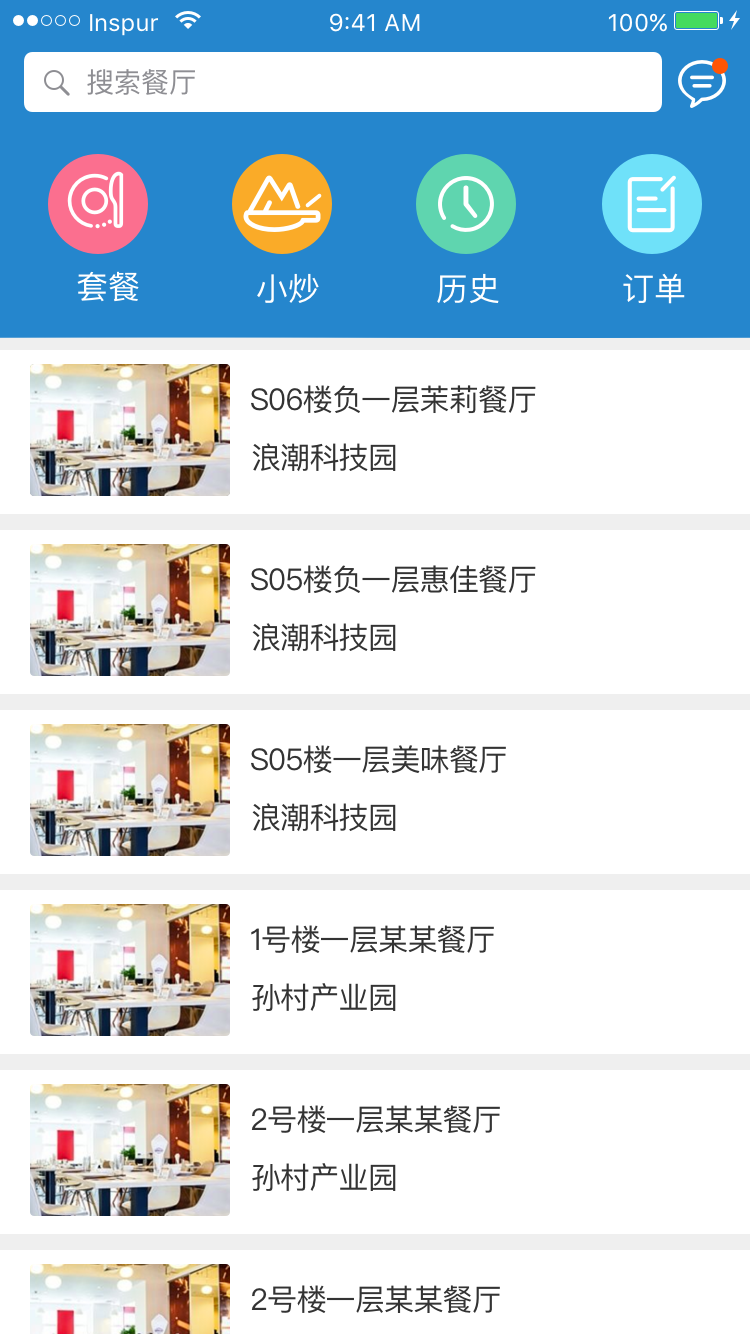 Inspur 9:41 AM 100%
搜索餐厅
套餐 小炒 历史 订单
S06楼负一层茉莉餐厅
浪潮科技园
S05楼负一层惠佳餐厅
浪潮科技园
S05楼一层美味餐厅
浪潮科技园
1号楼一层某某餐厅
孙村产业园
2号楼一层某某餐厅
孙村产业园
2号楼一层某某餐厅